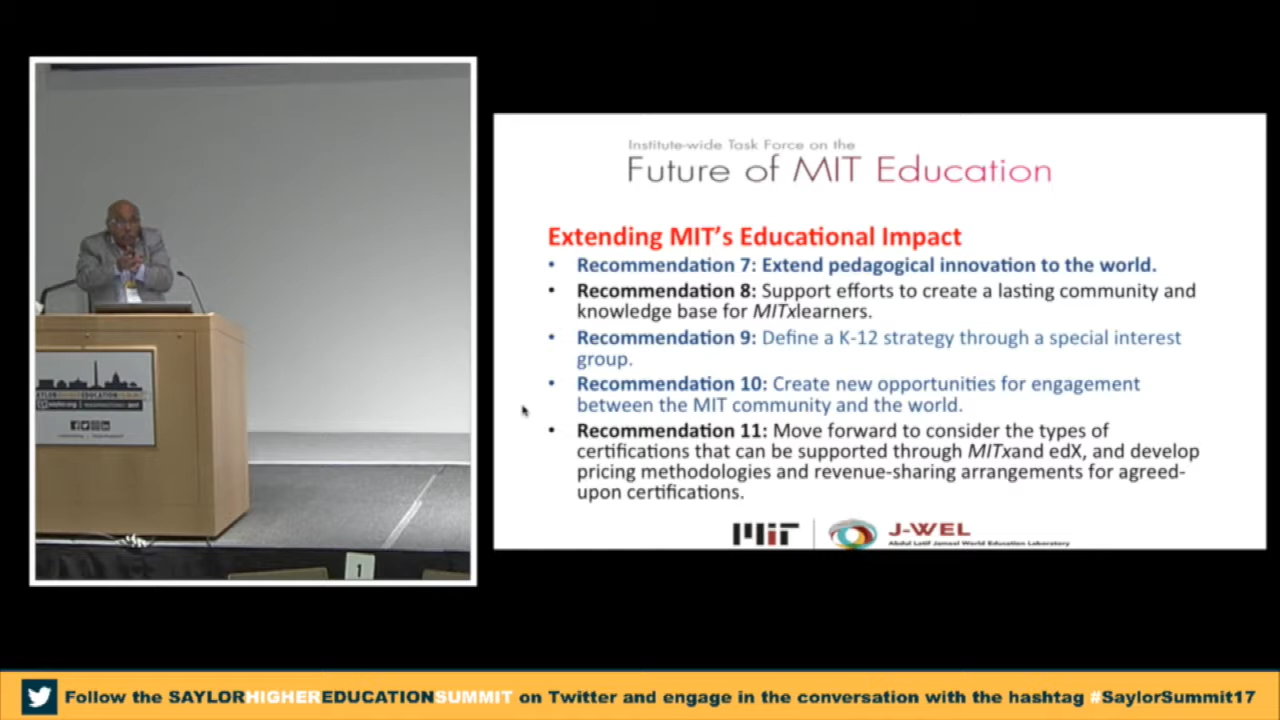 Institute-wide Task Force on the
Future of MIT Education
Extending MIT's Educational Impact
• Recommendation 7: Extend pedagogical innovation to the world.
• Recommendation 8: Support efforts to create a lasting community and
knowledge base for MITxlearners.
• Recommendation 9: Define a K-12 strategy through a special interest
group.
• Recommendation 10: Create new opportunities for engagement
between the MIT community and the world.
• Recommendation 11: Move forward to consider the types of
certifications that can be supported through MITxand edX, and develop
pricing methodologies and revenue-sharing arrangements for agreed-
upon certifications.
MIT
J-WEL
Abdul Latif Jameel World Education Laboratory
1
Follow the SAYLORHIGHEREDUCATIONSUMMIT on Twitter and engage in the conversation with the hashtag #SaylorSummit17